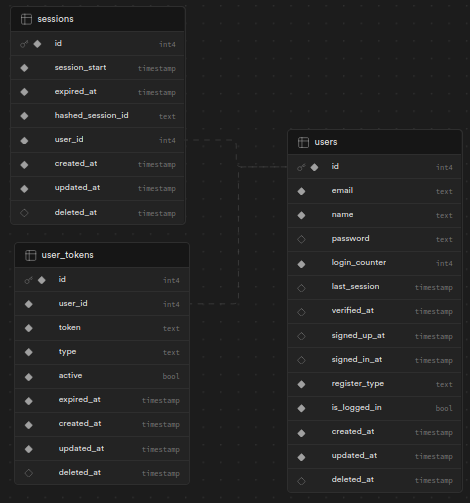 sessions
id int4
session_start timestamp
expired_at timestamp
hashed_session_id text
user_id int4
created_at timestamp
updated_at timestamp
deleted_at timestamp
user_tokens
id int4
user_id int4
token text
type text
active bool
expired_at timestamp
created_at timestamp
updated_at timestamp
deleted_at timestamp
users
id int4
email text
name text
password text
login_counter int4
last_session timestamp
verified_at timestamp
signed_up_at timestamp
signed_in_at timestamp
register_type text
is_logged_in bool
created_at timestamp
updated_at timestamp
deleted_at timestamp